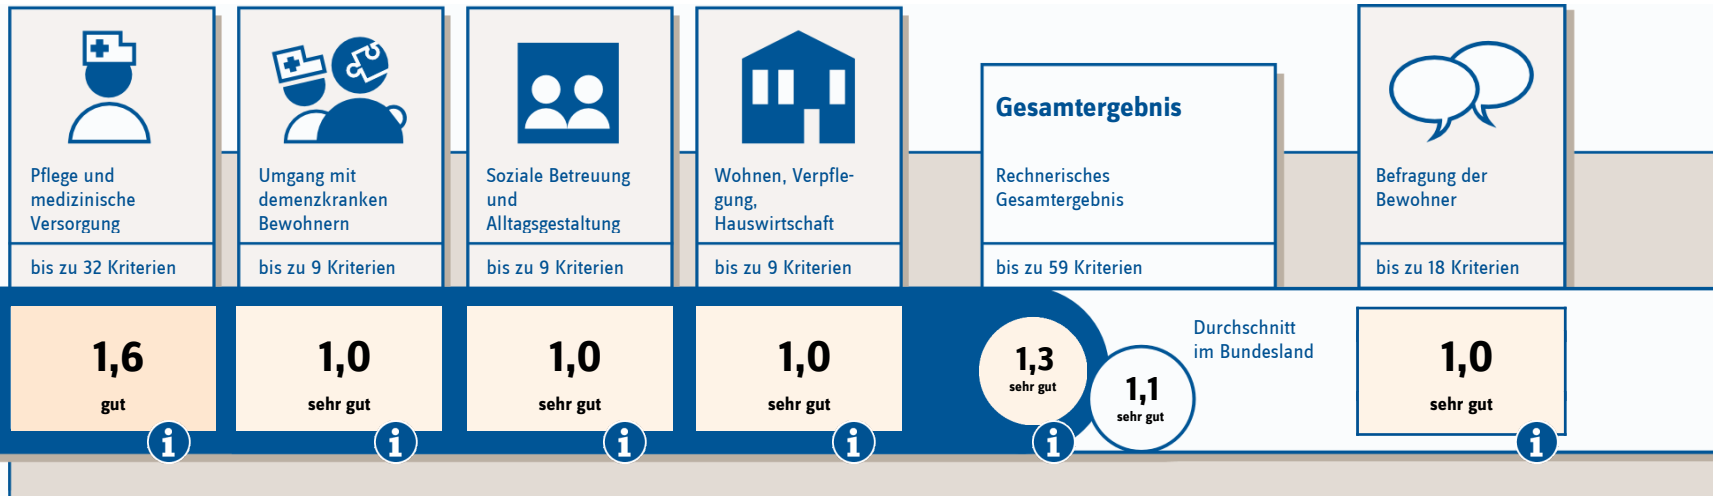 Pflege und
medizinische
Versorgung
bis zu 32 Kriterien
1,6
gut
Umgang mit
demenzkranken
Bewohnern
bis zu 9 Kriterien
1,0
sehr gut
Soziale Betreuung
und
Alltagsgestaltung
bis zu 9 Kriterien
1,0
sehr gut
Wohnen, Verpfle-
gung,
Hauswirtschaft
bis zu 9 Kriterien
1,0
sehr gut
Gesamtergebnis
Rechnerisches
Gesamtergebnis
bis zu 59 Kriterien
1,3
sehr gut
1,1
sehr gut
Durchschnitt
im Bundesland
Befragung der
Bewohner
bis zu 18 Kriterien
1,0
sehr gut